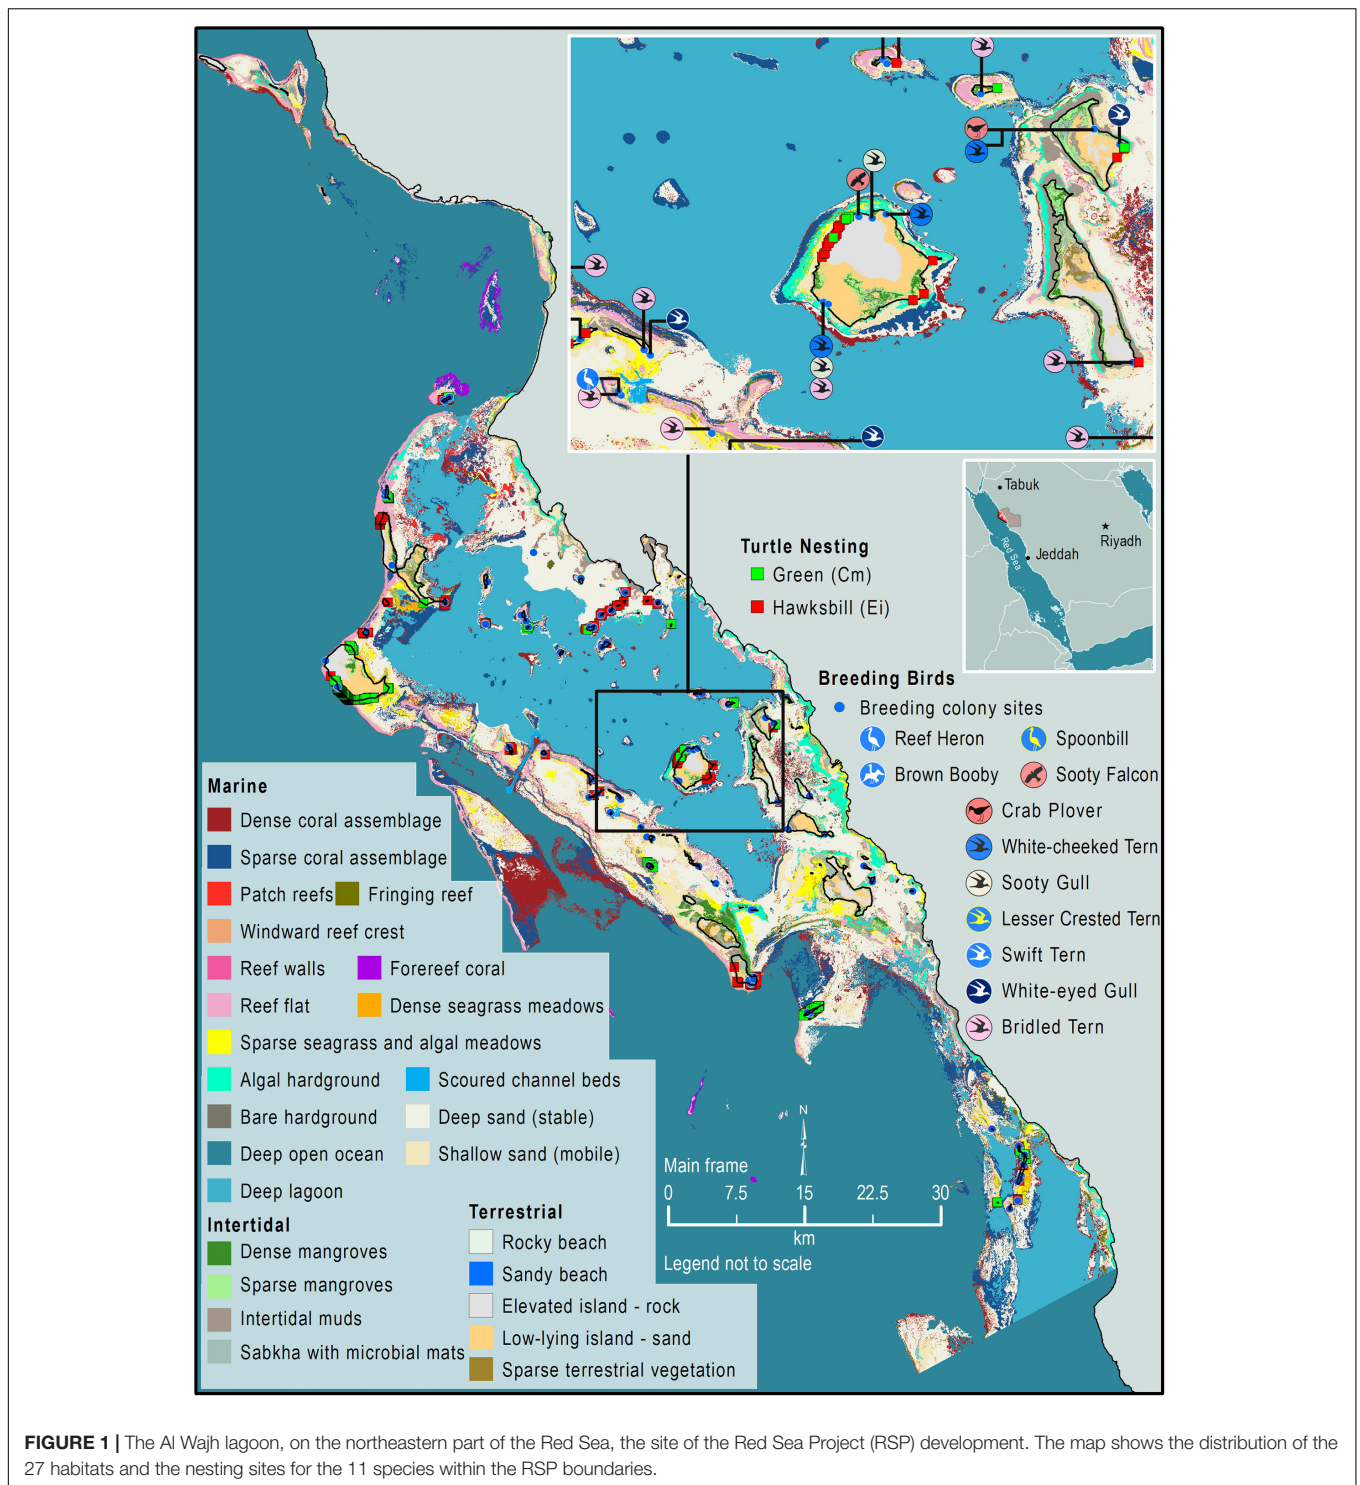 Tabuk
Riyadh
Red Sea
Jeddah
Turtle Nesting
Green (Cm)
Hawksbill (Ei)
Breeding Birds
Breeding colony sites
Reef Heron Spoonbill
Brown Booby Sooty Falcon
Crab Plover
White-cheeked Tern
Sooty Gull
Lesser Crested Tern
Swift Tern
White-eyed Gull
Bridled Tern
Marine
Dense coral assemblage
Sparse coral assemblage
Patch reefs Fringing reef
Windward reef crest
Reef walls Forereef coral
Reef flat Dense seagrass meadows
Sparse seagrass and algal meadows
Algal hardground Scoured channel beds
Bare hardground Deep sand (stable)
Deep open ocean Shallow sand (mobile)
Deep lagoon
Intertidal
Dense mangroves
Sparse mangroves
Intertidal muds
Sabkha with microbial mats
Terrestrial
Rocky beach
Sandy beach
Elevated island - rock
Low-lying island - sand
Sparse terrestrial vegetation
N
Main frame
0 7.5 15 22.5 30
km
Legend not to scale
FIGURE 1 | The Al Wajh lagoon, on the northeastern part of the Red Sea, the site of the Red Sea Project (RSP) development. The map shows the distribution of the
27 habitats and the nesting sites for the 11 species within the RSP boundaries.